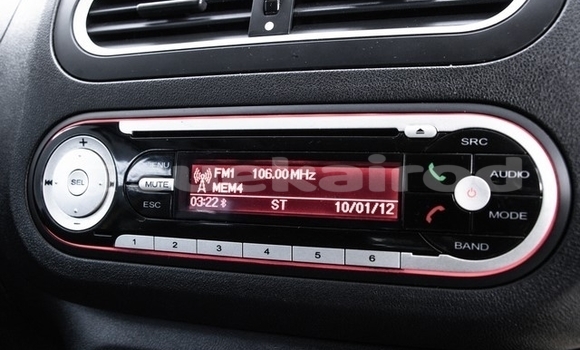 SRC
+
SEL
-
MENU
MUTE
ESC
FM1 106.00 MHz
MEM4
03:22 ST 10/01/12
AUDIO
MODE
BAND
1 2 3 4 5 6